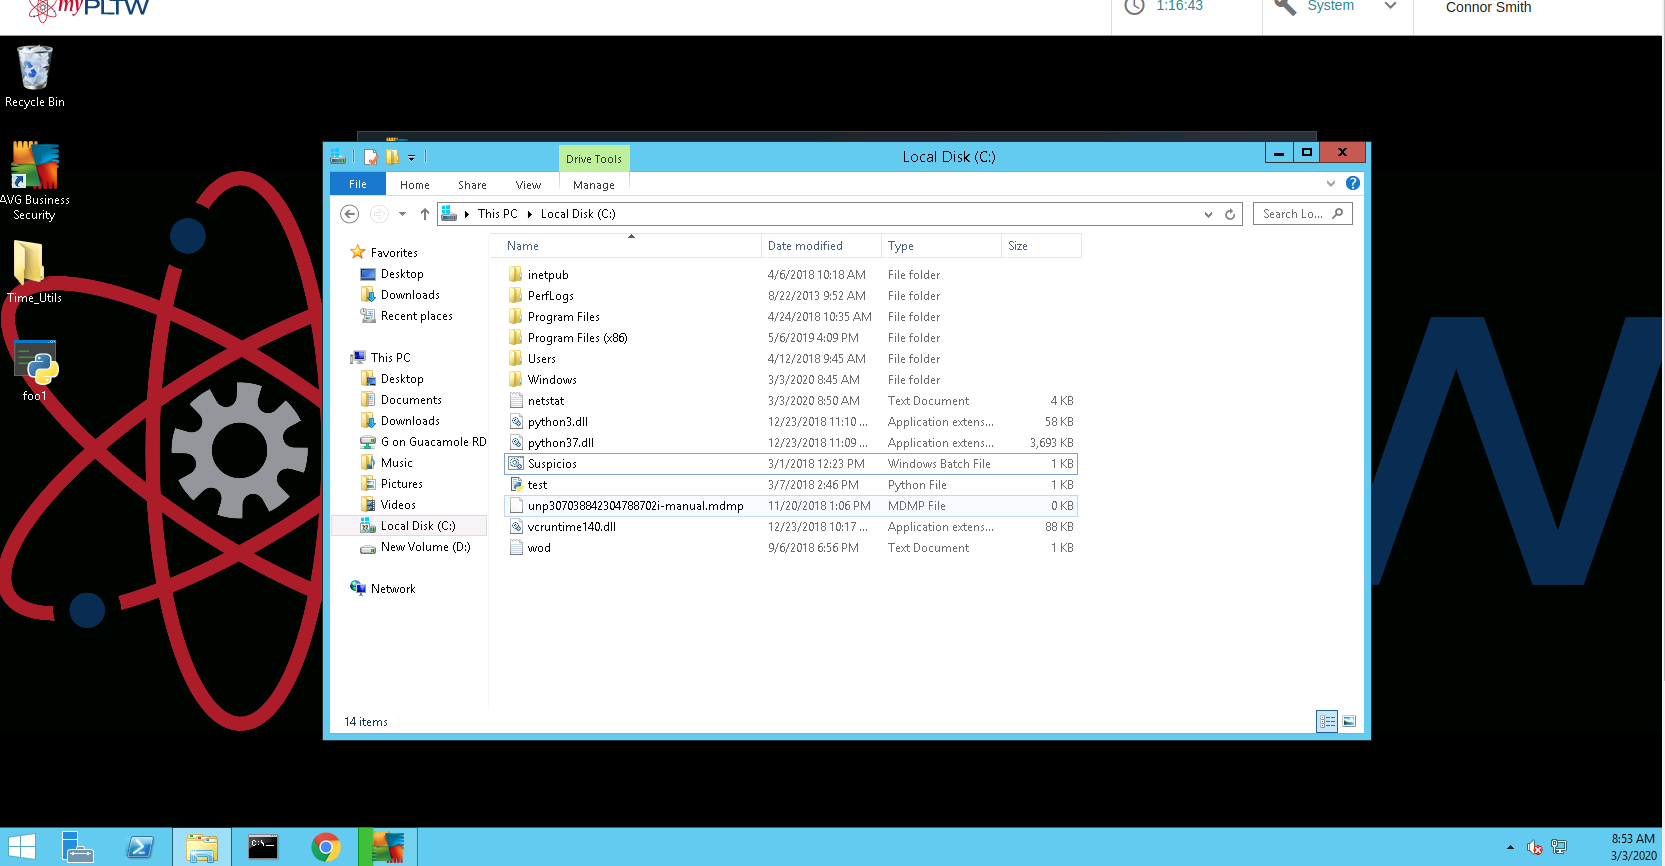 myPLTW
1:16:43
System
Connor Smith
Recycle Bin
AVG Business
Security
Time_Utils
foo1
Drive Tools
Local Disk (C:)
File
Home
Share
View
Manage
This PC
Local Disk (C:)
Search Lo...
Favorites
Desktop
Downloads
Recent places
This PC
Desktop
Documents
Downloads
G on Guacamole RD
Music
Pictures
Videos
Local Disk (C:)
New Volume (D:)
Network
Name Date modified Type Size
inetpub 4/6/2018 10:18 AM File folder
PerfLogs 8/22/2013 9:52 AM File folder
Program Files 4/24/2018 10:35 AM File folder
Program Files (x86) 5/6/2019 4:09 PM File folder
Users 4/12/2018 9:45 AM File folder
Windows 3/3/2020 8:45 AM File folder
netstat 3/3/2020 8:50 AM Text Document 4 KB
python3.dll 12/23/2018 11:10 ... Application extens... 58 KB
python37.dll 12/23/2018 11:09 ... Application extens... 3,693 KB
Suspicios 3/1/2018 12:23 PM Windows Batch File 1 KB
test 3/7/2018 2:46 PM Python File 1 KB
unp307038842304788702i-manual.mdmp 11/20/2018 1:06 PM MDMP File 0 KB
vcruntime140.dll 12/23/2018 10:17 ... Application extens... 88 KB
wod 9/6/2018 6:56 PM Text Document 1 KB
14 items
W
8:53 AM
3/3/2020